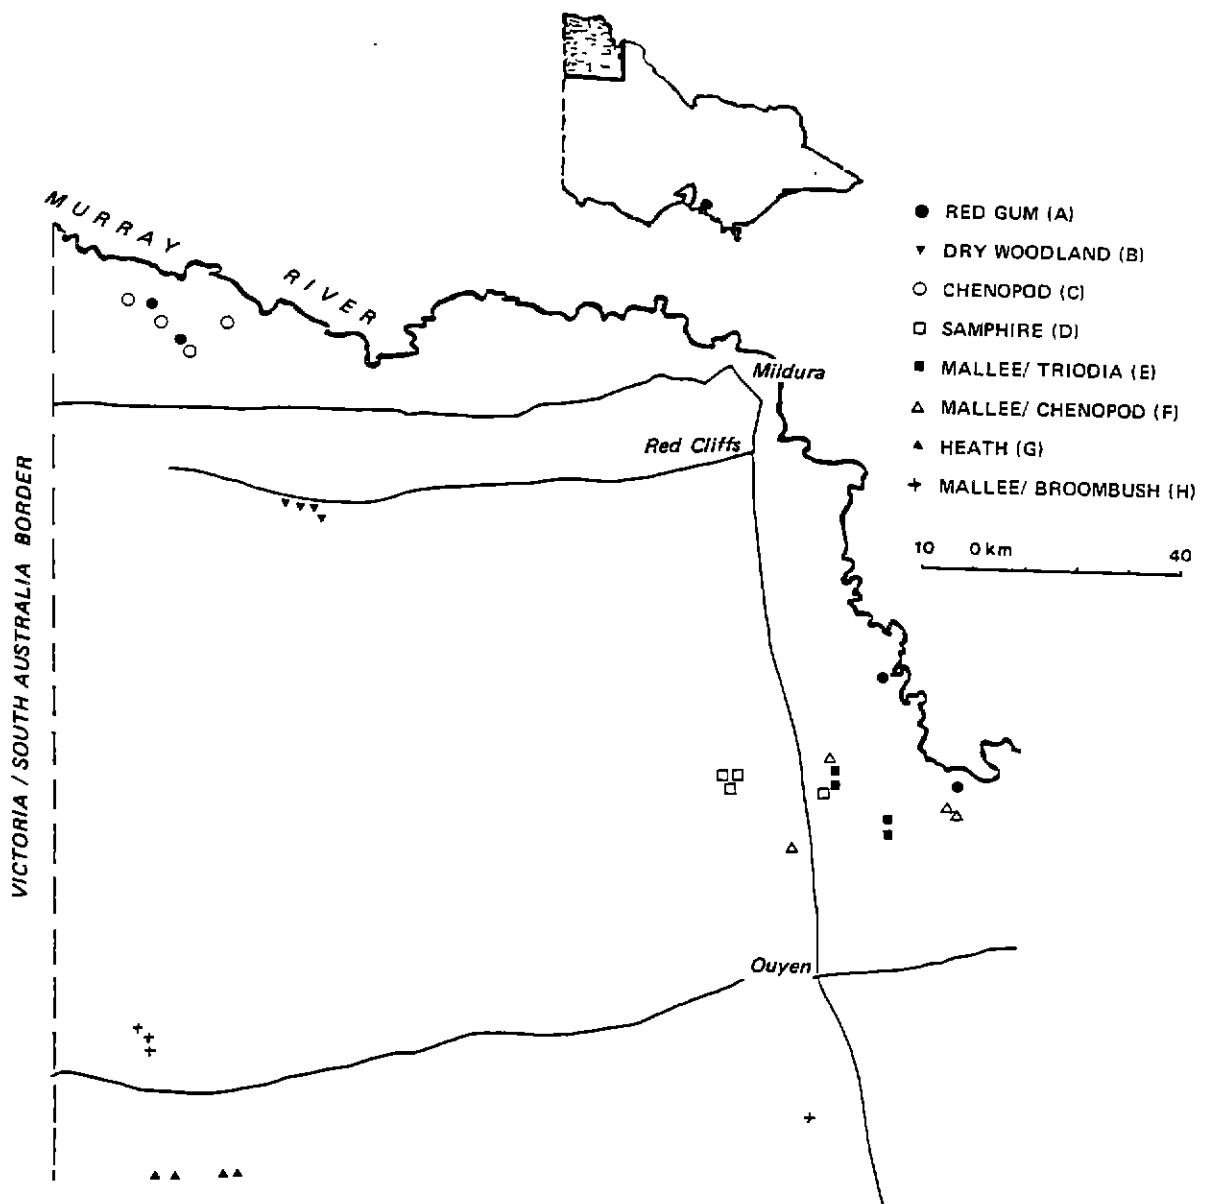 1
MURRAY RIVER
RED GUM (A)
DRY WOODLAND (B)
CHENOPOD (C)
SAMPHIRE (D)
MALLEE/ TRIODIA (E)
MALLEE/ CHENOPOD (F)
HEATH (G)
MALLEE/ BROOMBUSH (H)
10 0 km 40
Mildura
Red Cliffs
VICTORIA / SOUTH AUSTRALIA BORDER
Ouyen